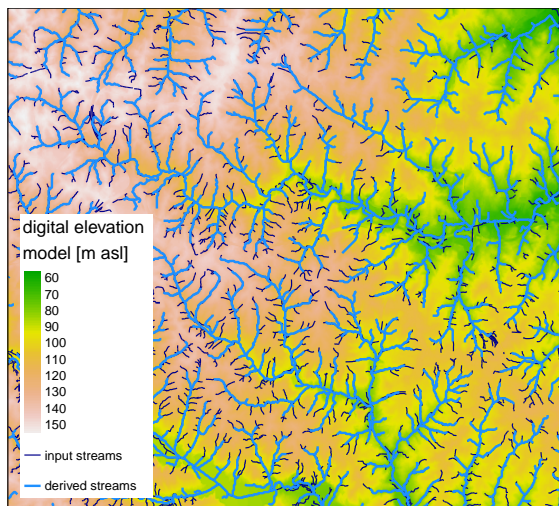 digital elevation
model [m asl]
60
70
80
90
100
110
120
130
140
150
input streams
derived streams